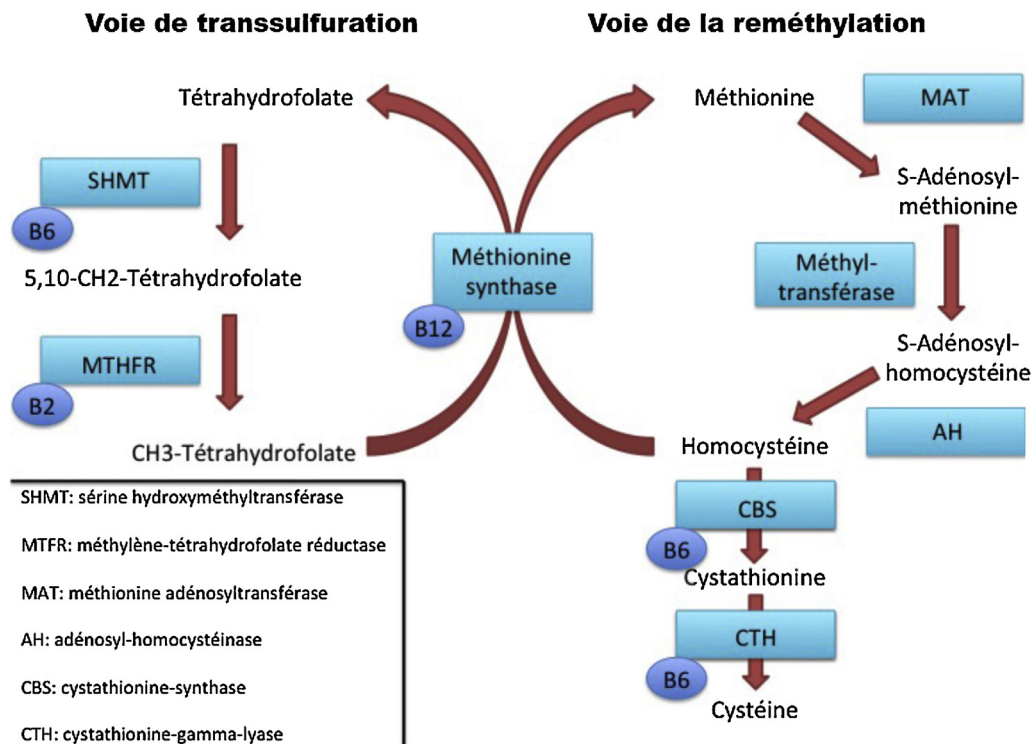 Voie de transsulfuration
Voie de la reméthylation
Tétrahydrofolate
SHMT
B6
5,10-CH2-Tétrahydrofolate
MTHFR
B2
CH3-Tétrahydrofolate
Méthionine
synthase
B12
Méthionine
MAT
S-Adénosyl-
méthionine
Méthyl-
transférase
S-Adénosyl-
homocystéine
AH
Homocystéine
CBS
B6
Cystathionine
CTH
B6
Cystéine
SHMT: sérine hydroxyméthyltransférase
MTFR: méthylène-tétrahydrofolate réductase
MAT: méthionine adénosyltransférase
AH: adénosyl-homocystéinase
CBS: cystathionine-synthase
CTH: cystathionine-gamma-lyase